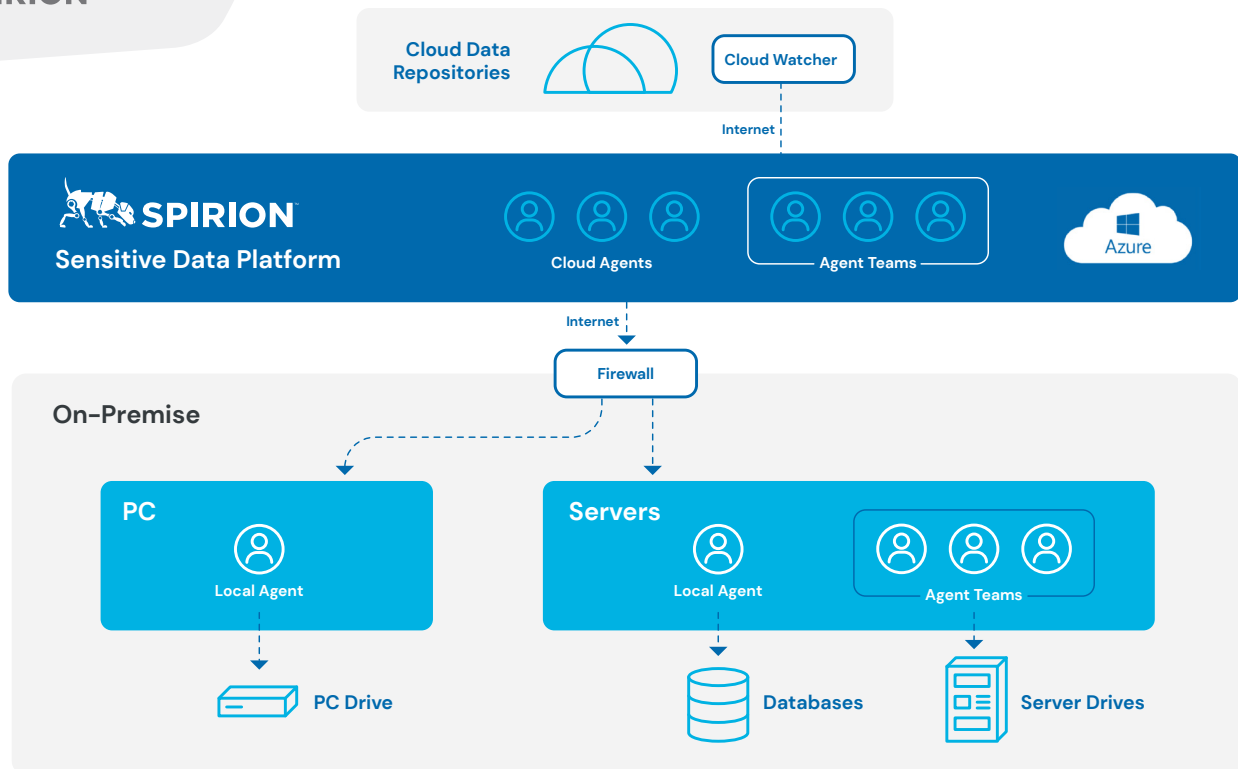 Cloud Data
Repositories
Cloud Watcher
Internet
SPIRION
Sensitive Data Platform
Cloud Agents
Agent Teams
Azure
Internet
Firewall
On-Premise
PC
Local Agent
Servers
Local Agent
Agent Teams
PC Drive
Databases
Server Drives